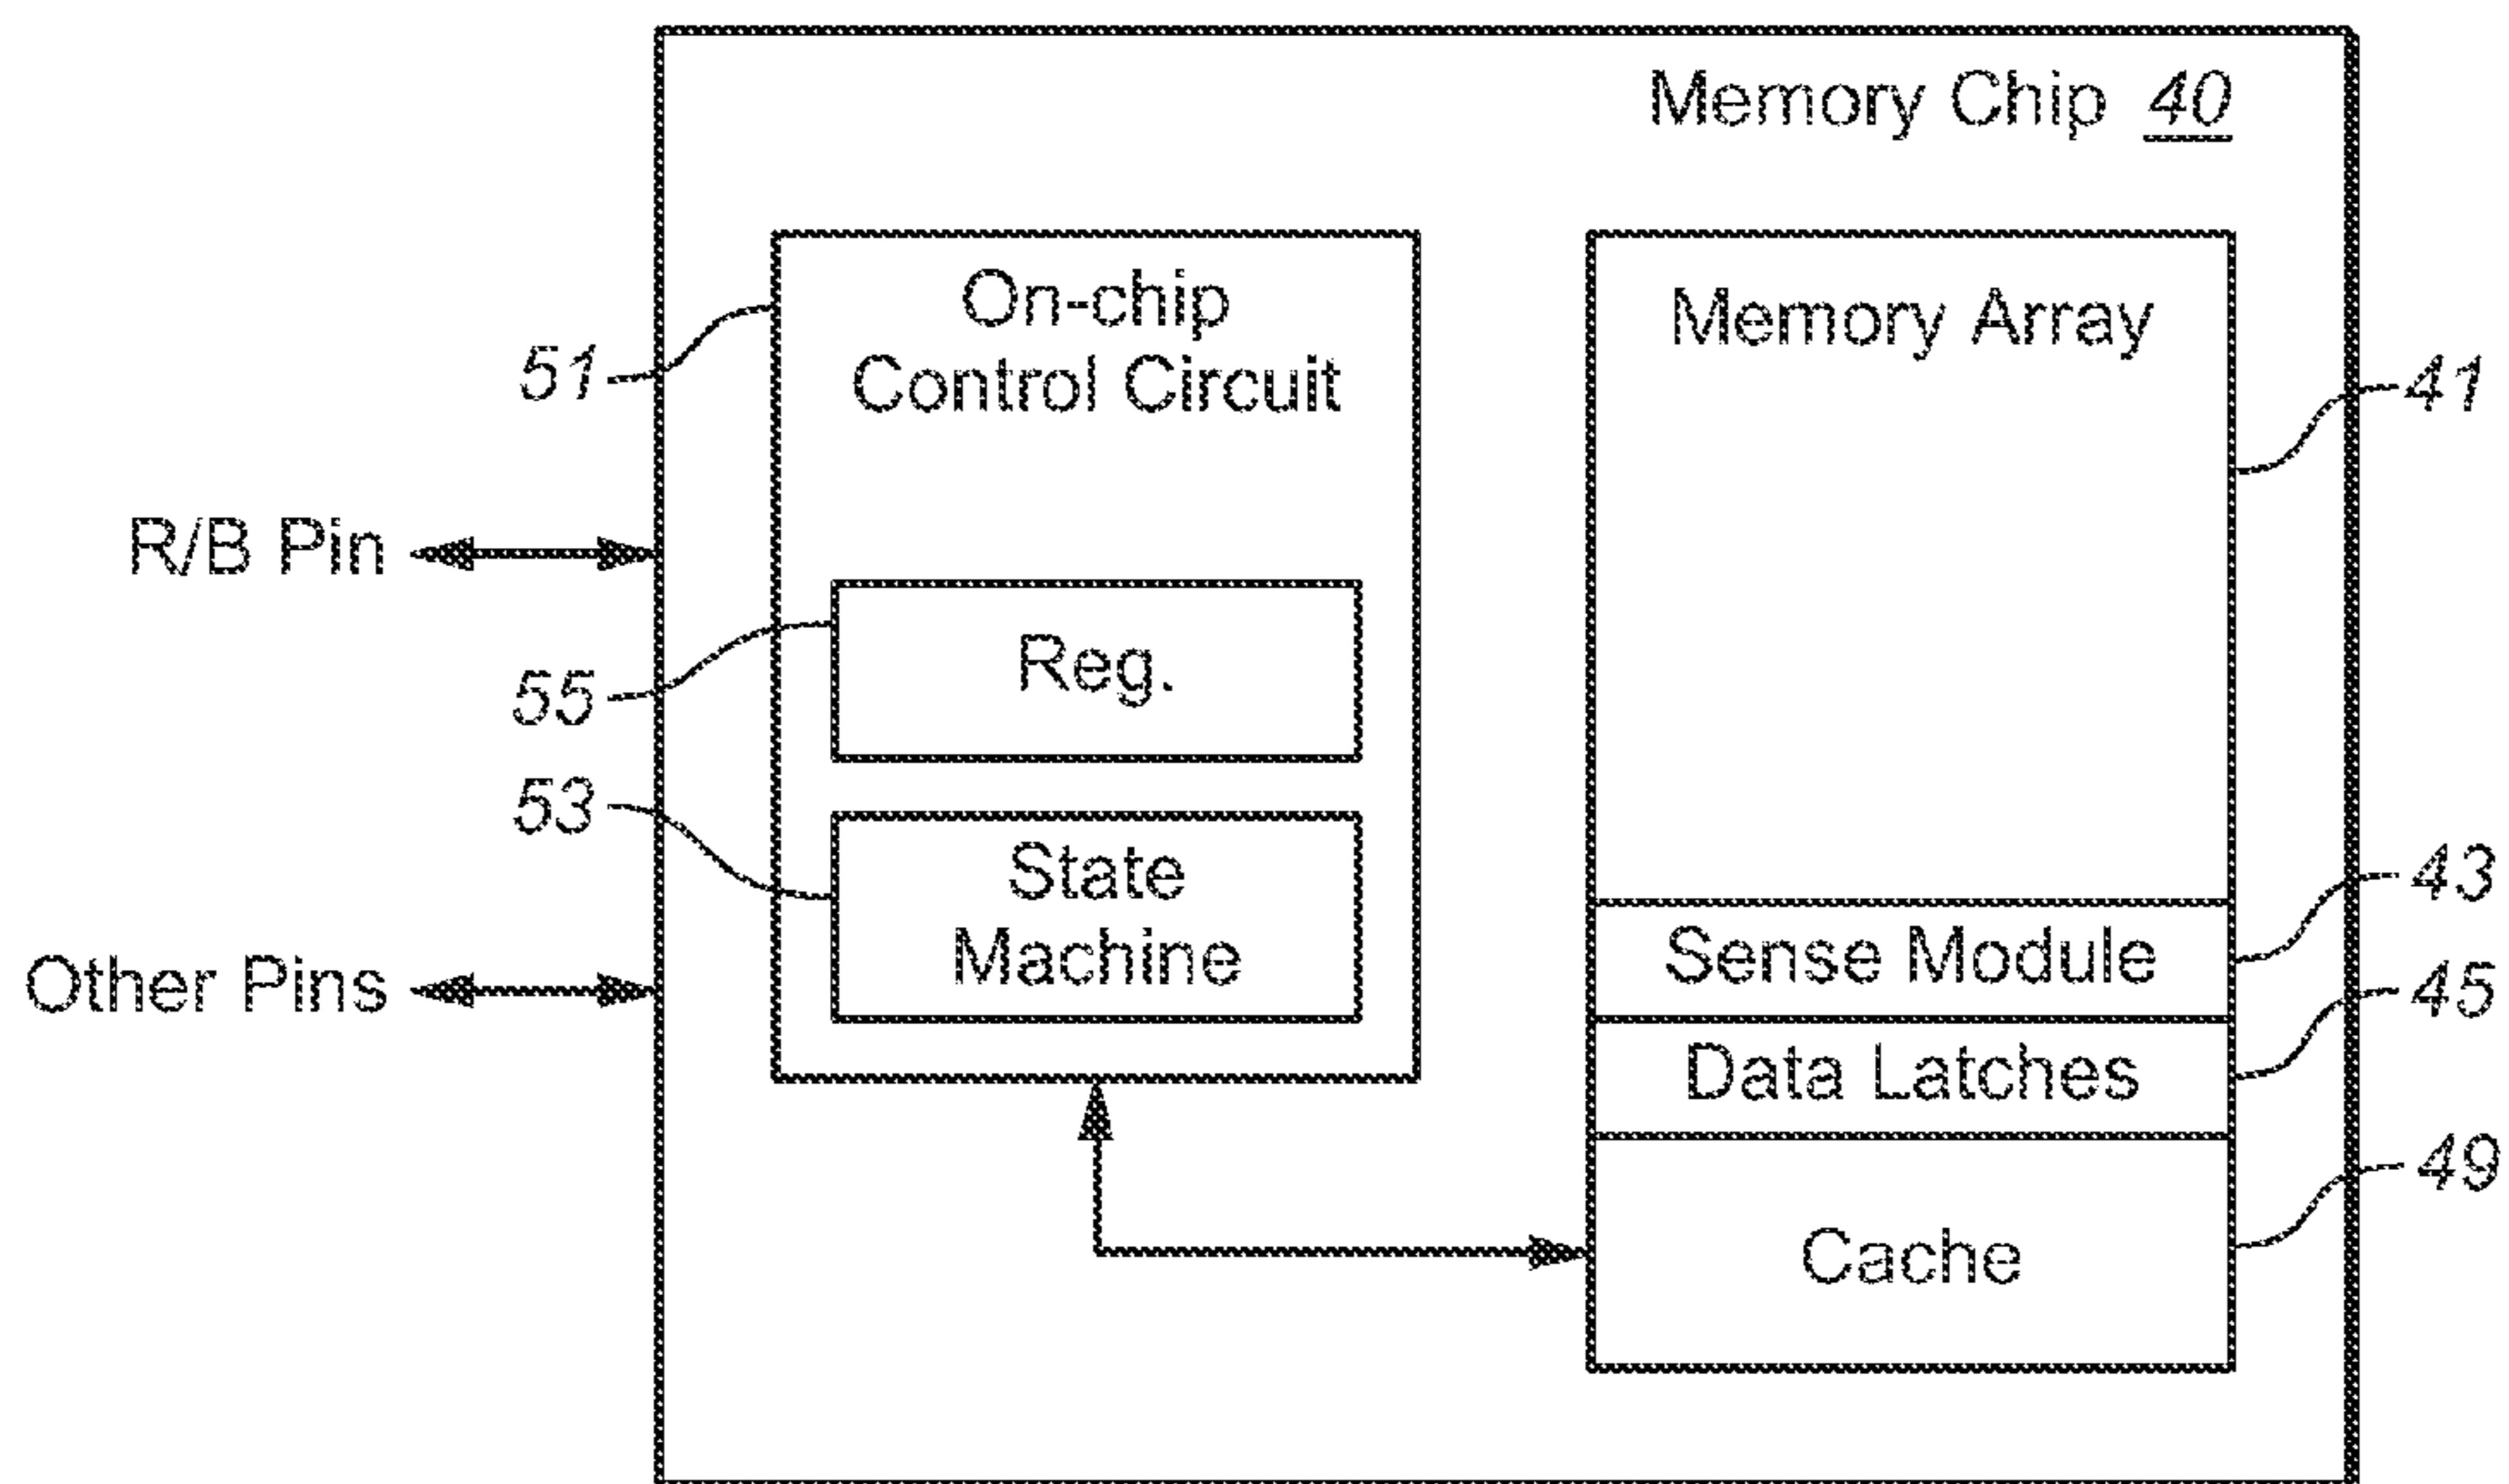 Memory Chip 40
On-chip
Control Circuit
51
Memory Array
41
R/B Pin
Reg.
55
53
State
Machine
43
Sense Module
Other Pins
45
Data Latches
49
Cache